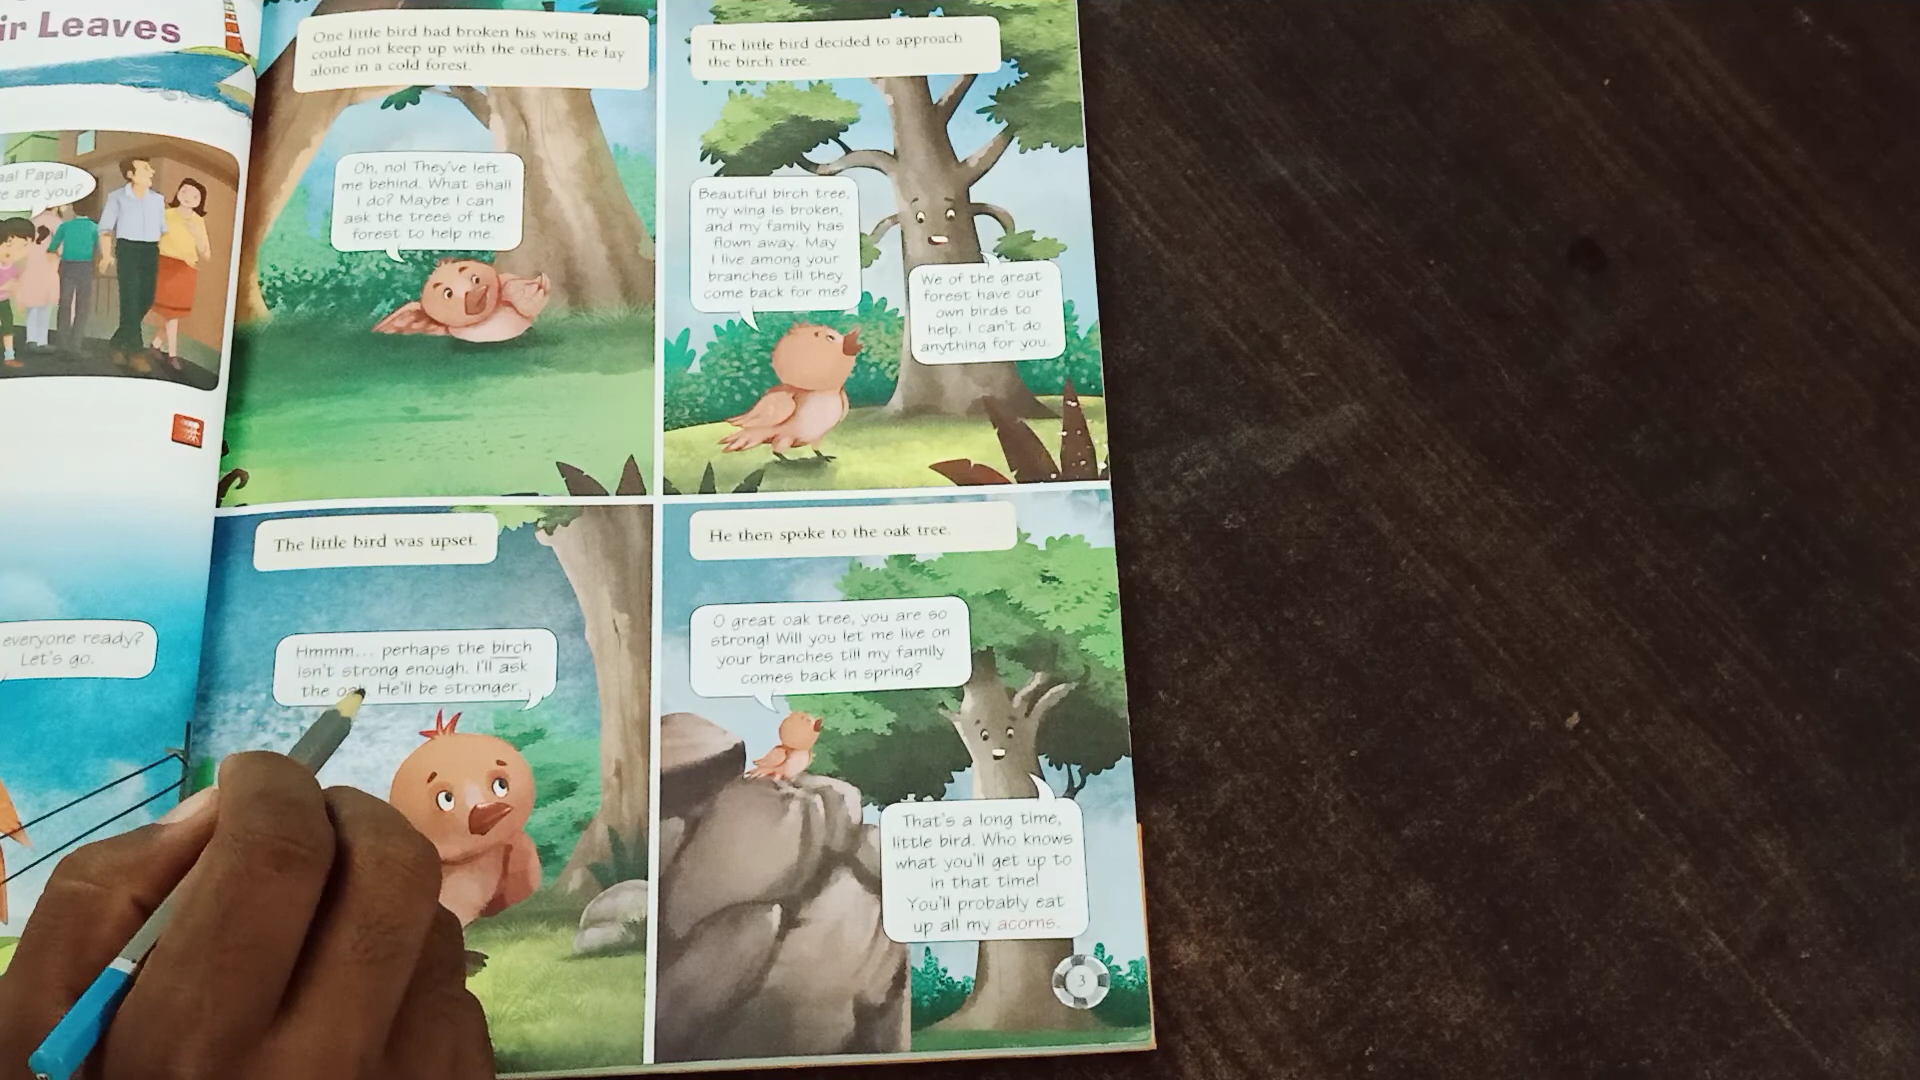 ir Leaves
Papa!
e are you?
everyone ready?
Let's go.
One little bird had broken his wing and
could not keep up with the others. He lay
alone in a cold forest.
Oh, no! They've left
me behind. What shall
I do? Maybe I can
ask the trees of the
forest to help me.
The little bird decided to approach
the birch tree.
Beautiful birch tree,
my wing is broken,
and my family has
flown away. May
I live among your
branches till they
come back for me?
We of the great
forest have our
own birds to
help. I can't do
anything for you.
The little bird was upset.
Hmmm... perhaps the birch
isn't strong enough. I'll ask
the oak. He'll be stronger.
He then spoke to the oak tree.
O great oak tree, you are so
strong! Will you let me live on
your branches till my family
comes back in spring?
That's a long time,
little bird. Who knows
what you'll get up to
in that time!
You'll probably eat
up all my acorns.
3